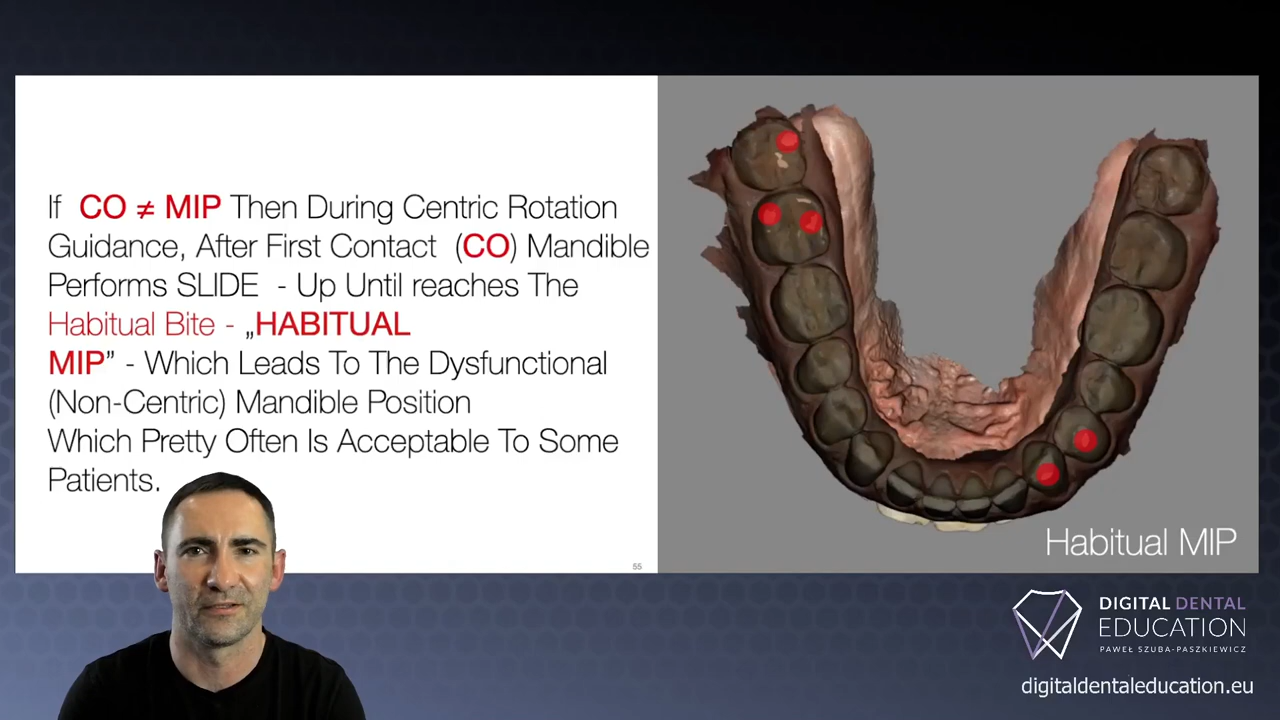 If CO ≠ MIP Then During Centric Rotation
Guidance, After First Contact (CO) Mandible
Performs SLIDE - Up Until reaches The
Habitual Bite - „HABITUAL
MIP” - Which Leads To The Dysfunctional
(Non-Centric) Mandible Position
Which Pretty Often Is Acceptable To Some
Patients.
55
Habitual MIP
DIGITAL DENTAL
EDUCATION
PAWEŁ SZUBA-PASZKIEWICZ
digitaldentaleducation.eu